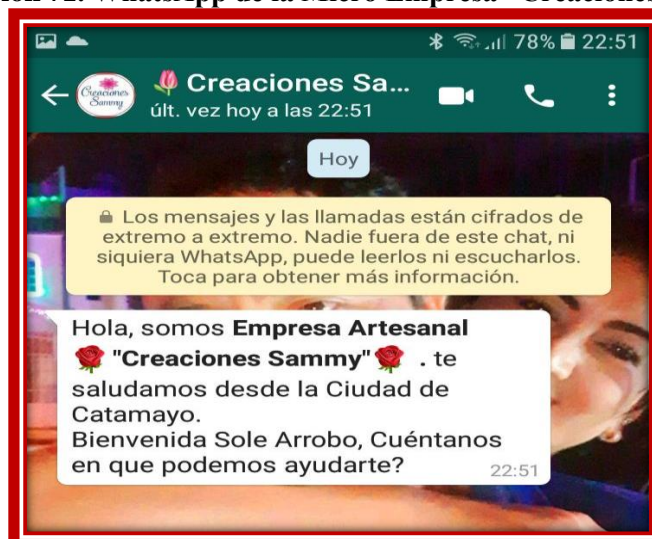 WhatsApp de la Micro Empresa "Creaciones
78% 22:51
Creaciones Sa...
Creaciones
Sammy
últ. vez hoy a las 22:51
Hoy
Los mensajes y las llamadas están cifrados de
extremo a extremo. Nadie fuera de este chat, ni
siquiera WhatsApp, puede leerlos ni escucharlos.
Toca para obtener más información.
Hola, somos Empresa Artesanal
🌹 "Creaciones Sammy"🌹 . te
saludamos desde la Ciudad de
Catamayo.
Bienvenida Sole Arrobo, Cuéntanos
en que podemos ayudarte?
22:51